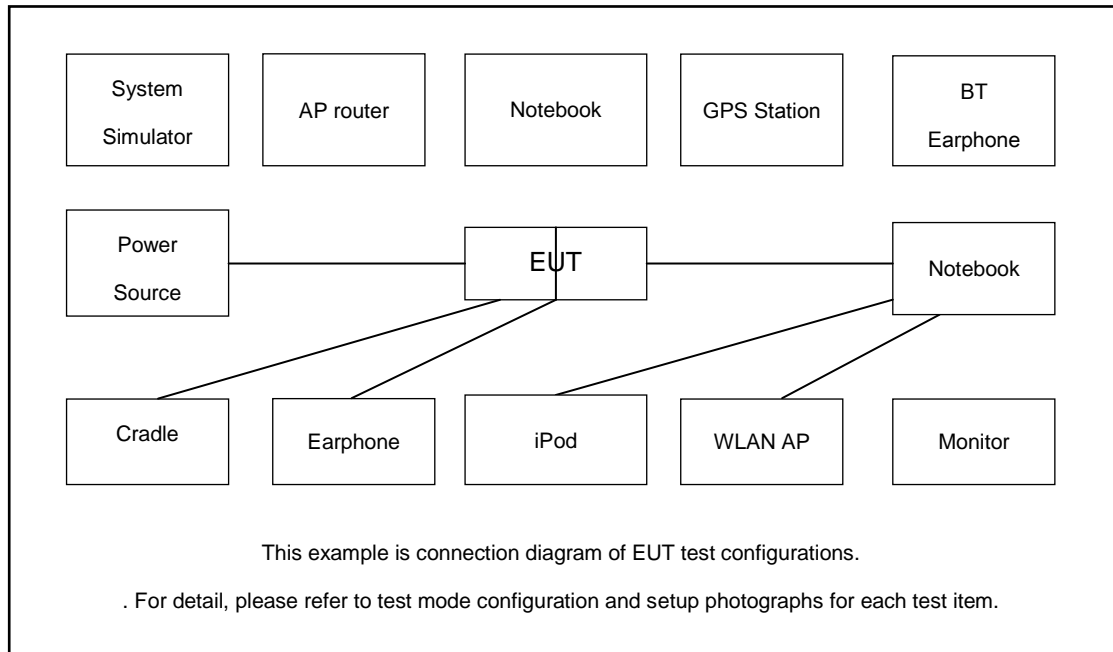 System
Simulator
AP router
Notebook
GPS Station
BT
Earphone
Power
Source
EUT
Notebook
Cradle
Earphone
iPod
WLAN AP
Monitor
This example is connection diagram of EUT test configurations.
. For detail, please refer to test mode configuration and setup photographs for each test item.